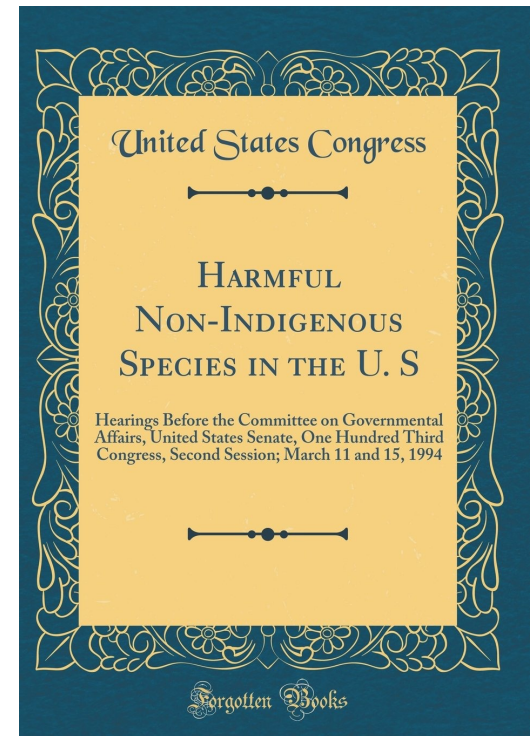 United States Congress
Harmful
Non-Indigenous
Species in the U. S
Hearings Before the Committee on Governmental
Affairs, United States Senate, One Hundred Third
Congress, Second Session; March 11 and 15, 1994
Forgotten Books